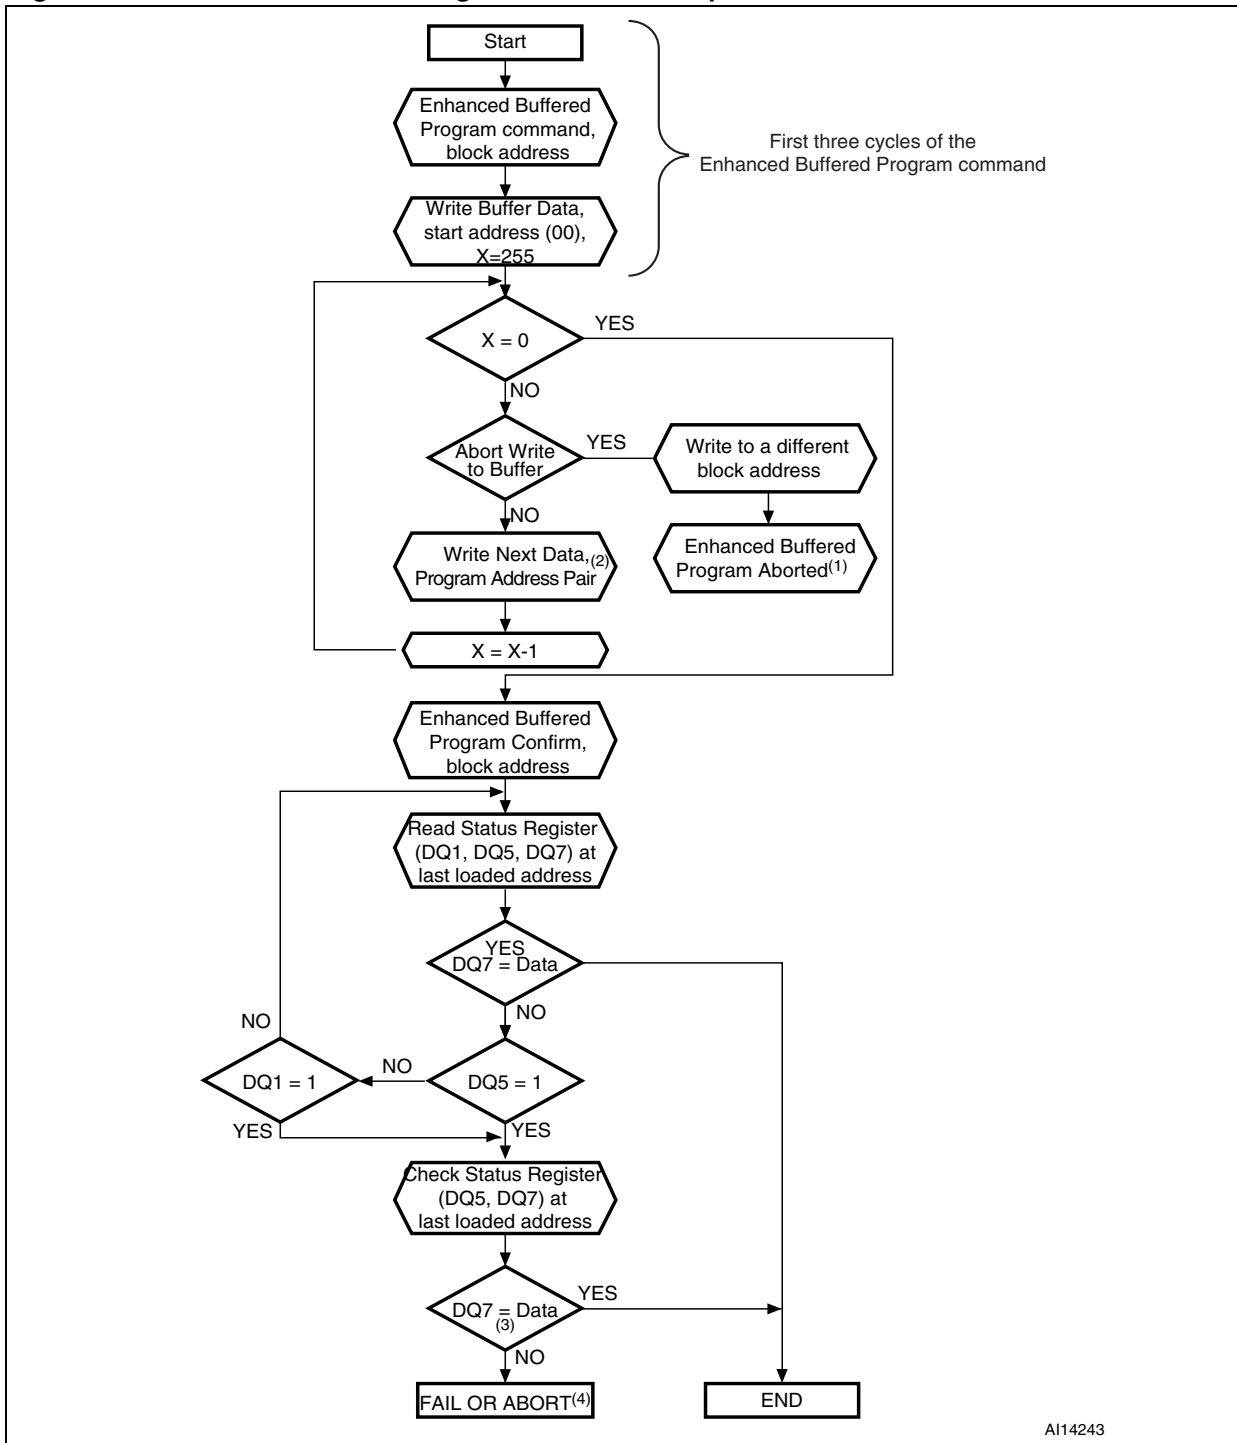 Start
Enhanced Buffered
Program command,
block address
First three cycles of the
Enhanced Buffered Program command
Write Buffer Data,
start address (00),
X=255
X = 0
YES
NO
Abort Write
to Buffer
YES
Write to a different
block address
NO
Write Next Data,(2)
Program Address Pair
Enhanced Buffered
Program Aborted(1)
X = X-1
Enhanced Buffered
Program Confirm,
block address
Read Status Register
(DQ1, DQ5, DQ7) at
last loaded address
YES
DQ7 = Data
NO
NO
DQ1 = 1
NO
DQ5 = 1
YES
YES
Check Status Register
(DQ5, DQ7) at
last loaded address
DQ7 = Data
(3)
YES
NO
FAIL OR ABORT(4)
END
AI14243